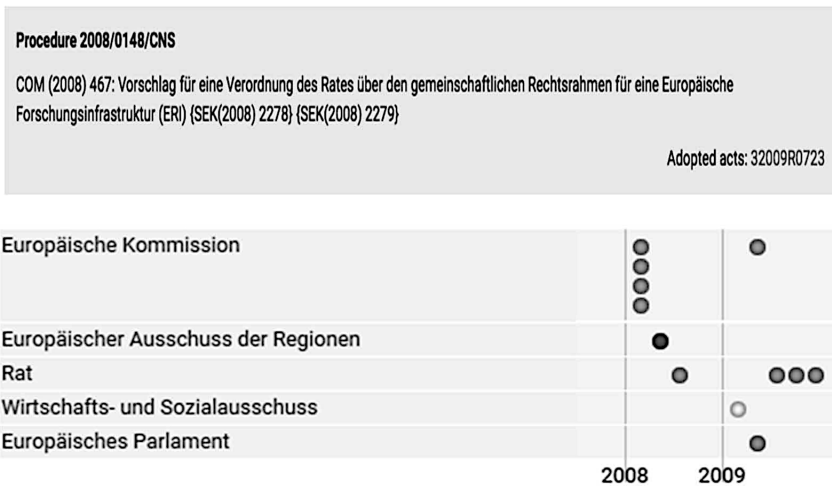 Procedure 2008/0148/CNS
COM (2008) 467: Vorschlag für eine Verordnung des Rates über den gemeinschaftlichen Rechtsrahmen für eine Europäische
Forschungsinfrastruktur (ERI) {SEK(2008) 2278} {SEK(2008) 2279}
Adopted acts: 32009R0723
Europäische Kommission
Europäischer Ausschuss der Regionen
Rat
Wirtschafts- und Sozialausschuss
Europäisches Parlament
2008 2009